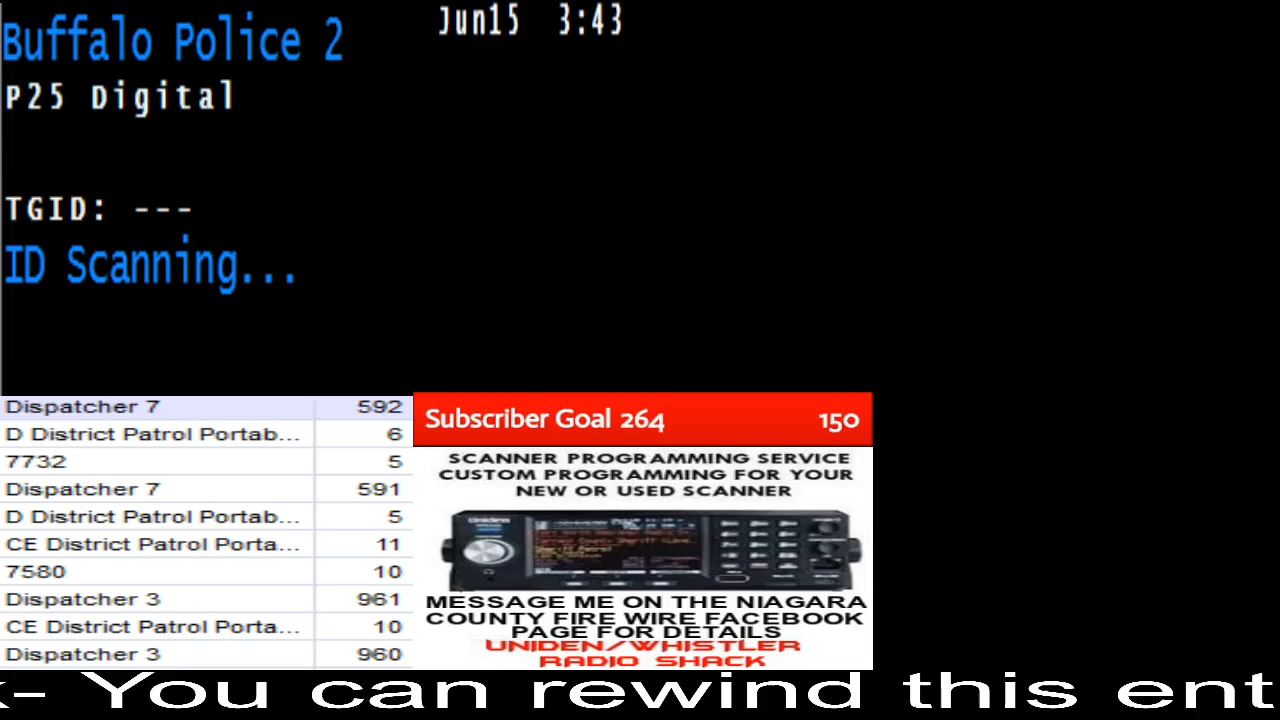 Buffalo Police 2
Jun15 3:43
P25 Digital
TGID: ---
ID Scanning...
Dispatcher 7 592
D District Patrol Portab... 6
7732 5
Dispatcher 7 591
D District Patrol Portab... 5
CE District Patrol Porta... 11
7580 10
Dispatcher 3 961
CE District Patrol Porta... 10
Dispatcher 3 960
Subscriber Goal 264 150
SCANNER PROGRAMMING SERVICE
CUSTOM PROGRAMMING FOR YOUR
NEW OR USED SCANNER
Uniden
MESSAGE ME ON THE NIAGARA
COUNTY FIRE WIRE FACEBOOK
PAGE FOR DETAILS
UNIDEN/WHISTLER
RADIO SHACK
- You can rewind this ent